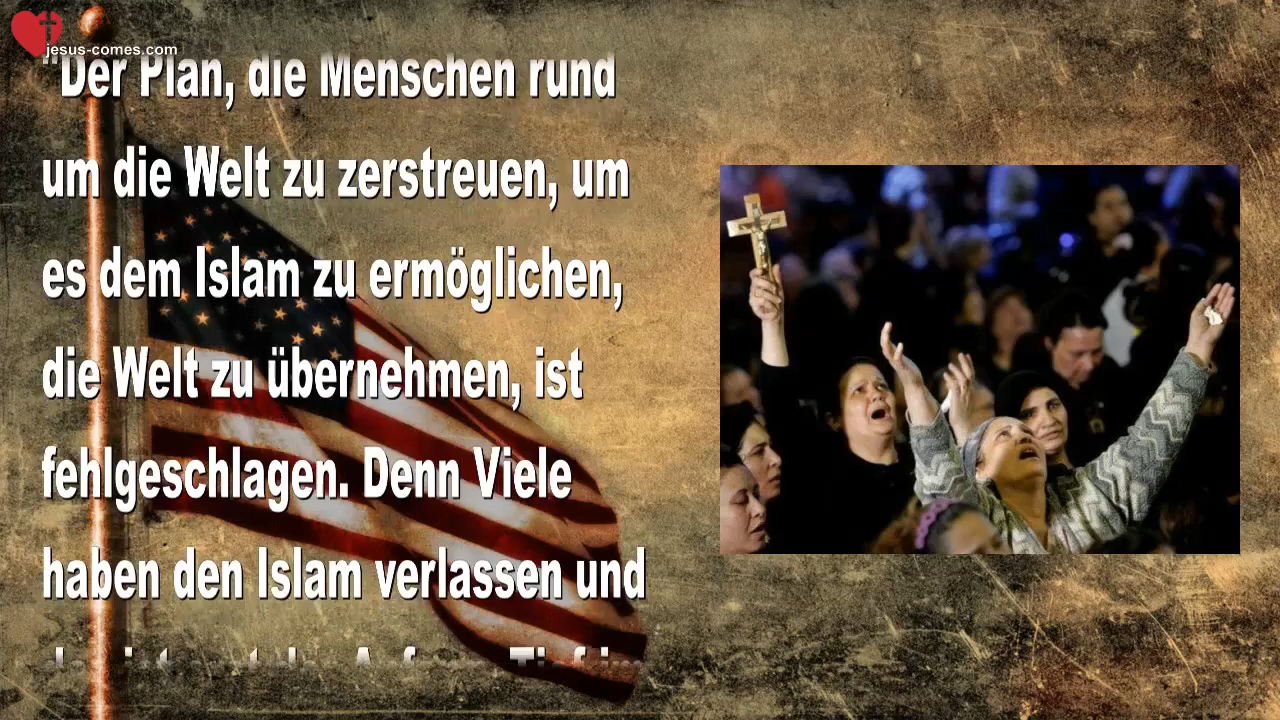 jesus-comes.com
"Der Plan, die Menschen rund
um die Welt zu zerstreuen, um
es dem Islam zu ermöglichen,
die Welt zu übernehmen, ist
fehlgeschlagen. Denn Viele
haben den Islam verlassen und